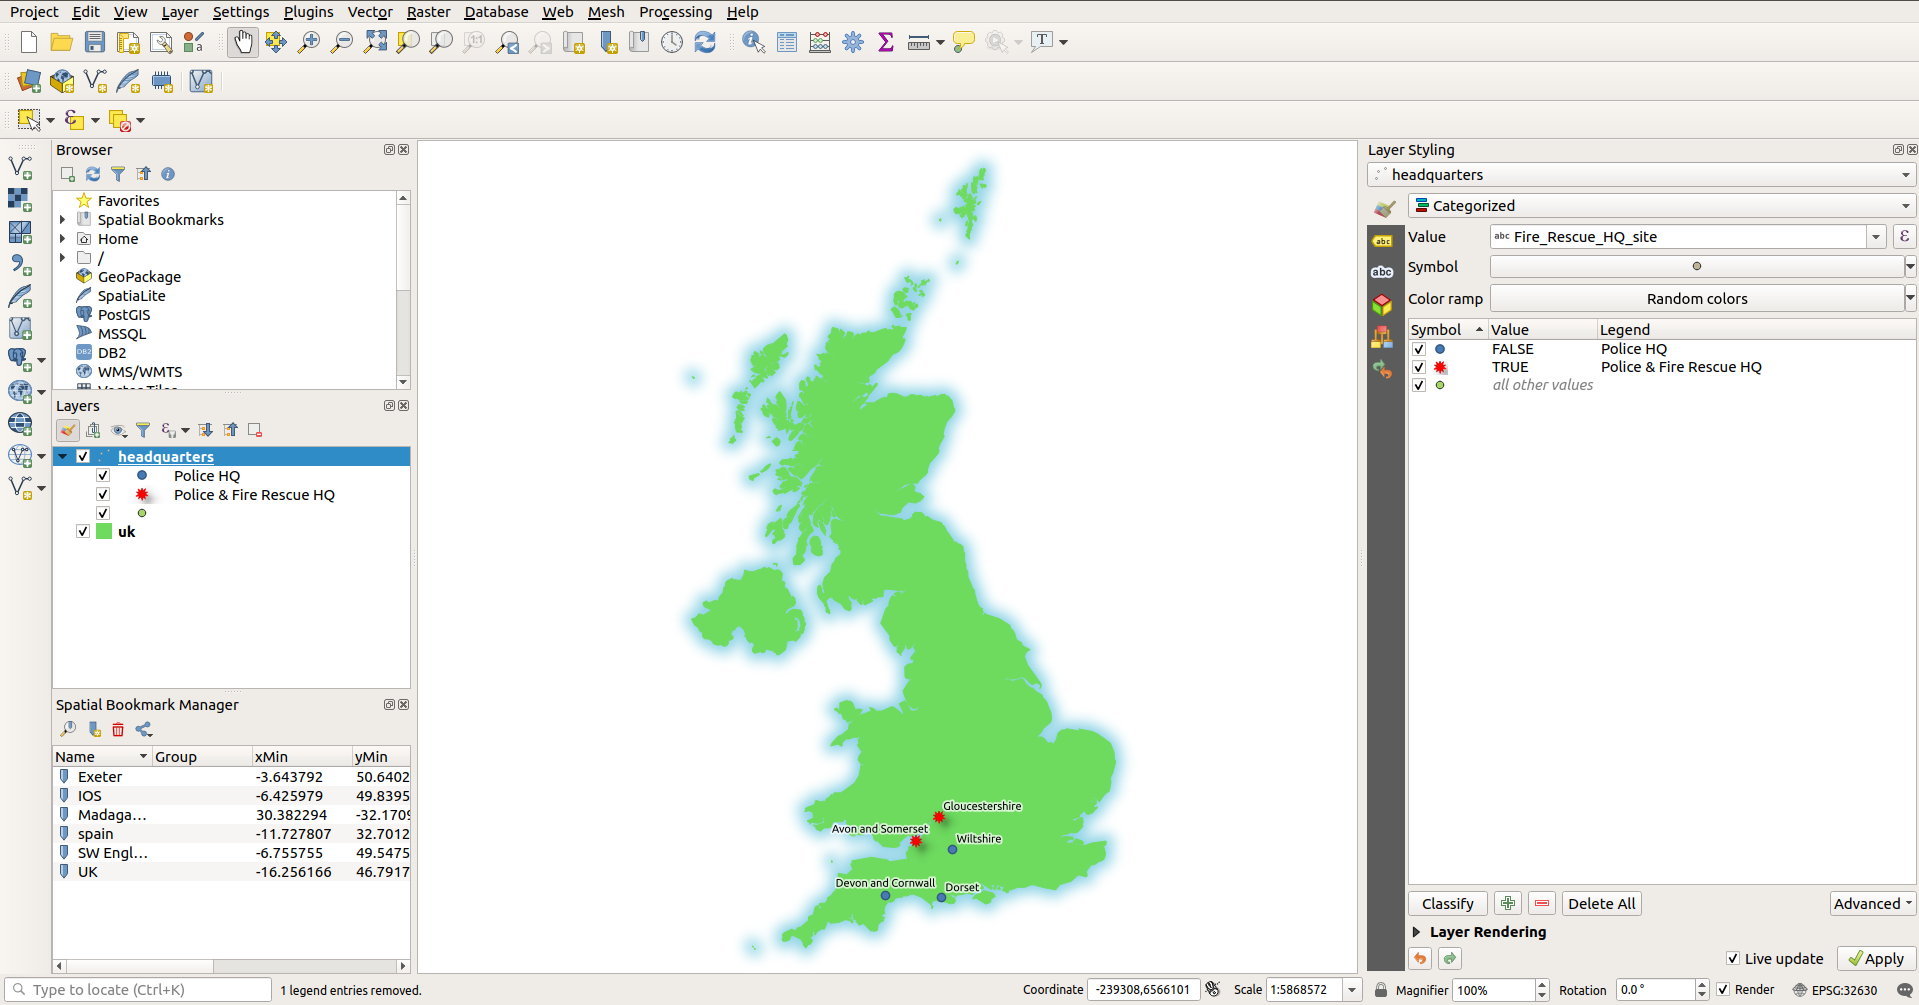 Project Edit View Layer Settings Plugins Vector Raster Database Web Mesh Processing Help
Browser
Favorites
Spatial Bookmarks
Home
/
GeoPackage
SpatiaLite
PostGIS
MSSQL
DB2
WMS/WMTS
Layers
headquarters
Police HQ
Police & Fire Rescue HQ
uk
Spatial Bookmark Manager
Name Group xMin yMin
Exeter -3.643792 50.6402
IOS -6.425979 49.8395
Madaga... 30.382294 -32.1709
spain -11.727807 32.7012
SW Engl... -6.755755 49.5475
UK -16.256166 46.7917
Gloucestershire
Avon and Somerset
Wiltshire
Devon and Cornwall
Dorset
Layer Styling
headquarters
Categorized
Value abc Fire_Rescue_HQ_site ε
Symbol
Color ramp Random colors
abc
abc
Symbol Value Legend
FALSE Police HQ
TRUE Police & Fire Rescue HQ
all other values
Classify Delete All Advanced
Layer Rendering
Live update Apply
Type to locate (Ctrl+K) 1 legend entries removed. Coordinate -239308,6566101 Scale 1:5868572 Magnifier 100% Rotation 0.0 ° Render EPSG:32630